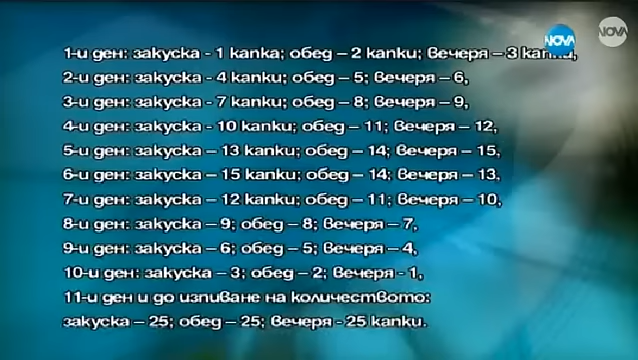 NOVA
NOVA
1-и ден: закуска - 1 капка; обед – 2 капки; вечеря – 3 капки,
2-и ден: закуска - 4 капки; обед – 5; вечеря – 6,
3-и ден: закуска - 7 капки; обед – 8; вечеря – 9,
4-и ден: закуска - 10 капки; обед – 11; вечеря – 12,
5-и ден: закуска – 13 капки; обед – 14; вечеря – 15,
6-и ден: закуска – 15 капки; обед – 14; вечеря – 13,
7-и ден: закуска – 12 капки; обед – 11; вечеря – 10,
8-и ден: закуска – 9; обед – 8; вечеря – 7,
9-и ден: закуска – 6; обед – 5; вечеря – 4,
10-и ден: закуска – 3; обед – 2; вечеря - 1,
11-и ден и до изпиване на количеството:
закуска – 25; обед – 25; вечеря - 25 капки.